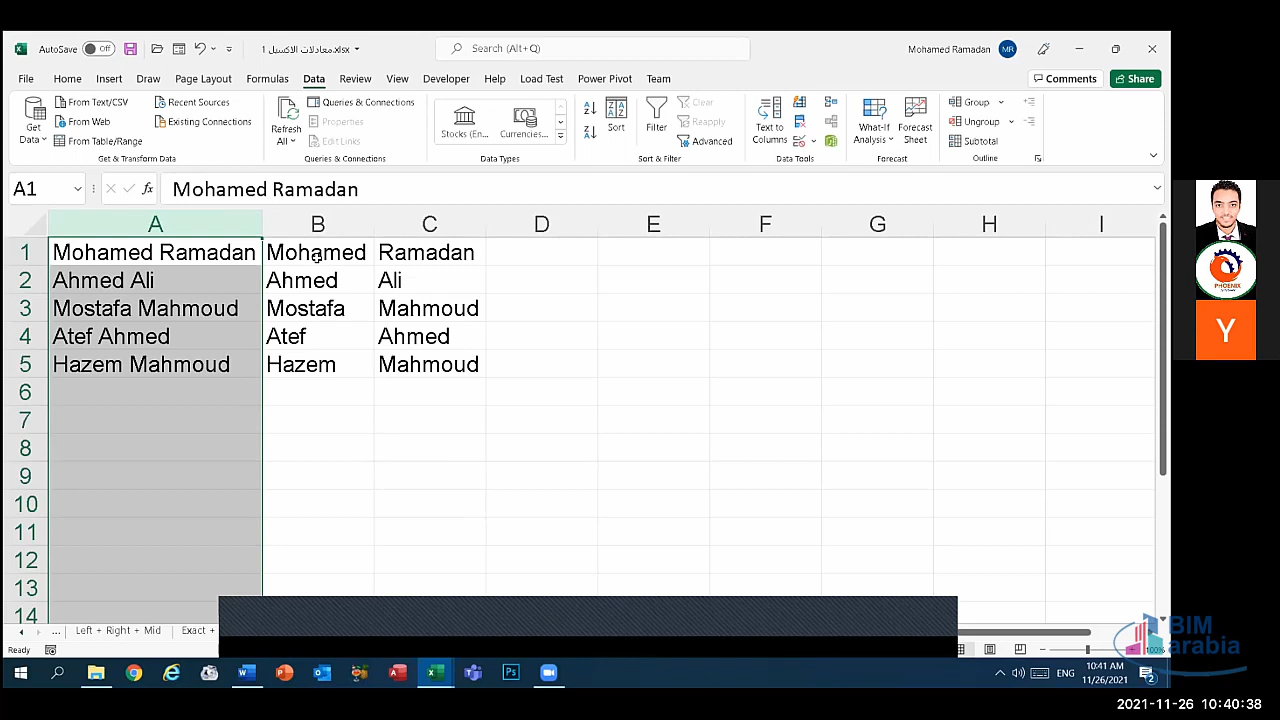 AutoSave Off
معادلات الاكسيل 1.xlsx
Search (Alt+Q)
Mohamed Ramadan MR
File Home Insert Draw Page Layout Formulas Data Review View Developer Help Load Test Power Pivot Team
Comments Share
Get Data
From Text/CSV
From Web
From Table/Range
Recent Sources
Existing Connections
Get & Transform Data
Refresh All
Queries & Connections
Properties
Edit Links
Queries & Connections
Stocks (En... Currencies...
Data Types
Sort
Filter
Clear
Reapply
Advanced
Sort & Filter
Text to Columns
Data Tools
What-If Analysis
Forecast Sheet
Forecast
Group
Ungroup
Subtotal
Outline
A1 fx Mohamed Ramadan
A B C D E F G H I
1 Mohamed Ramadan Mohamed Ramadan
2 Ahmed Ali Ahmed Ali
3 Mostafa Mahmoud Mostafa Mahmoud
4 Atef Ahmed Atef Ahmed
5 Hazem Mahmoud Hazem Mahmoud
6
7
8
9
10
11
12
13
14
PHOENIX
Y
... Left + Right + Mid Exact +
Ready
100%
BIM
arabia
ENG
10:41 AM
11/26/2021
2
2021-11-26 10:40:38